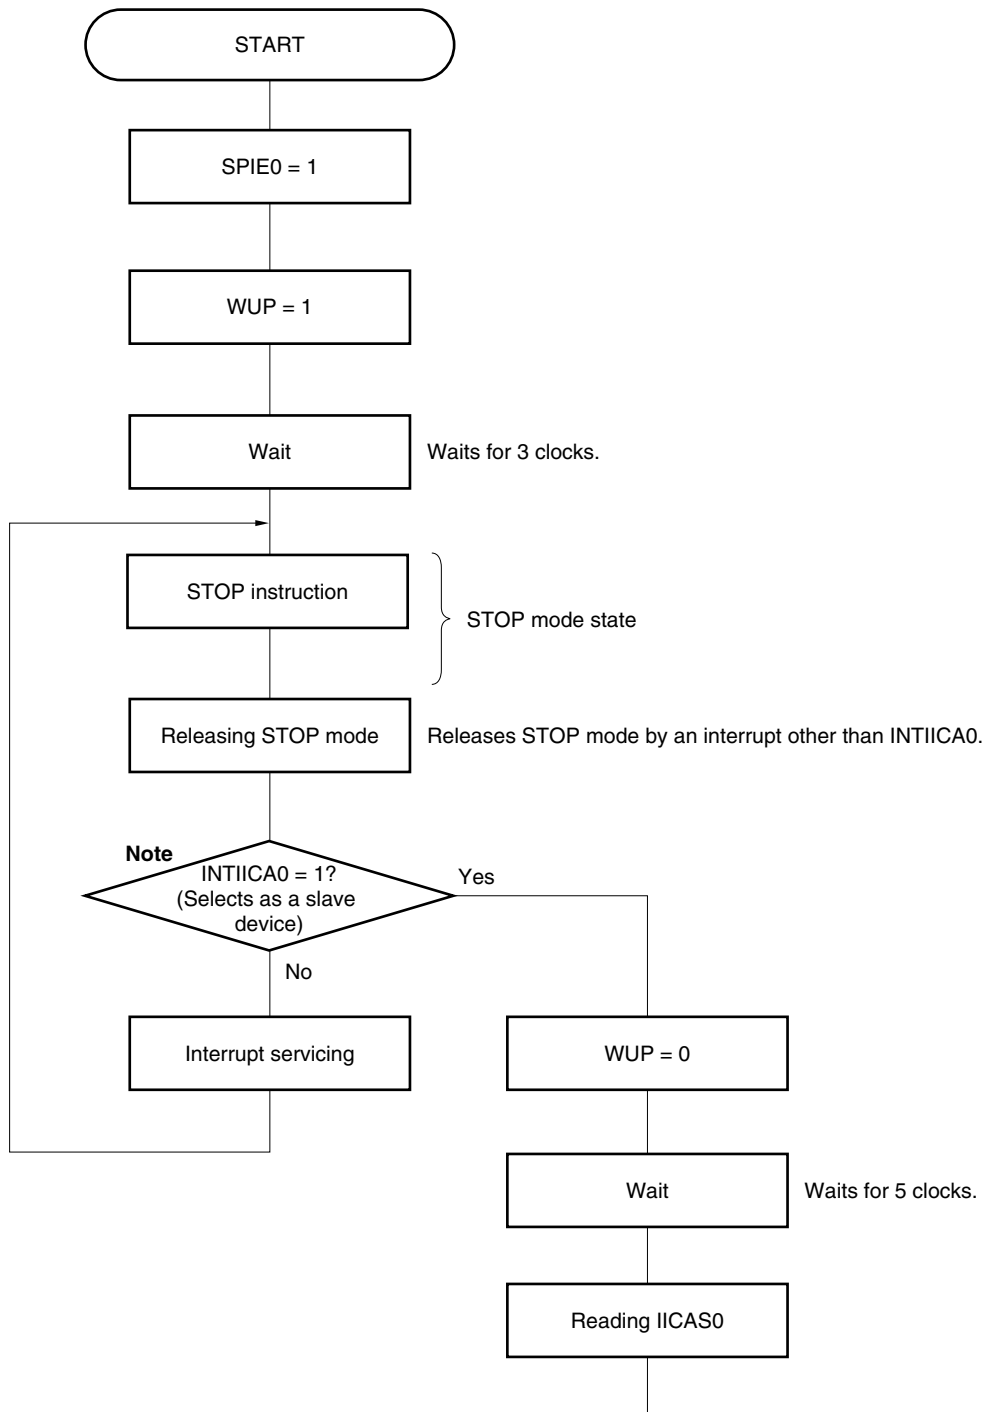 START
SPIE0 = 1
WUP = 1
Wait
Waits for 3 clocks.
STOP instruction
STOP mode state
Releasing STOP mode
Releases STOP mode by an interrupt other than INTIICA0.
Note
INTIICA0 = 1?
(Selects as a slave
device)
Yes
No
Interrupt servicing
WUP = 0
Wait
Waits for 5 clocks.
Reading IICAS0